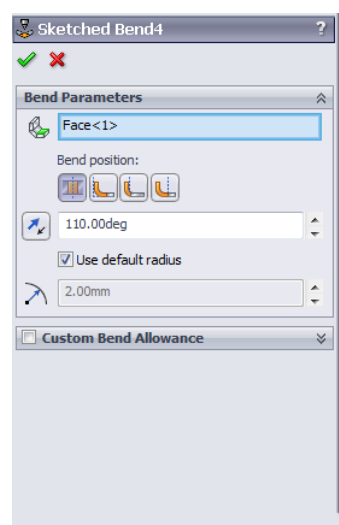 Sketched Bend4 ?
Bend Parameters
Face<1>
Bend position:
110.00deg
Use default radius
2.00mm
Custom Bend Allowance